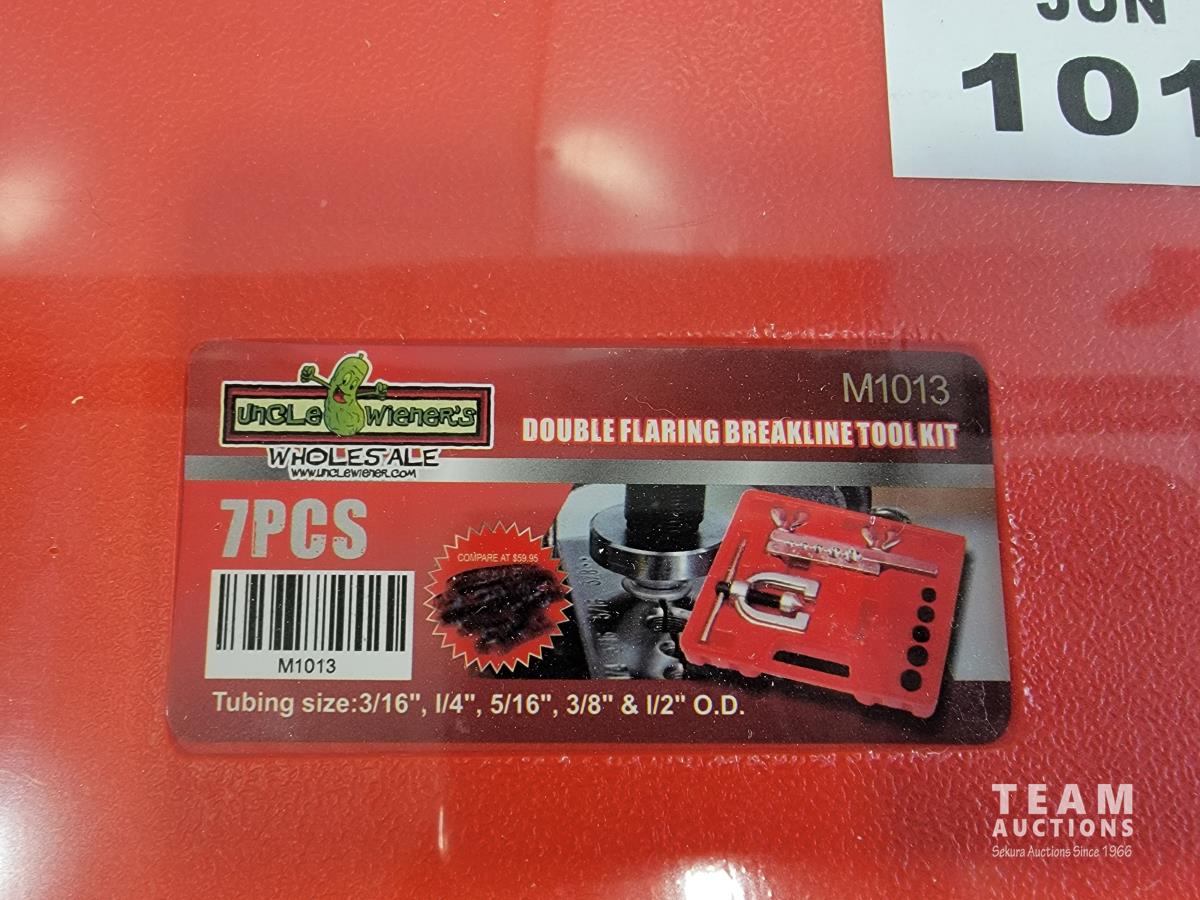 JUN
101
UNCLE WIENER'S
WHOLESALE
WWW.UNCLEWIENER.COM
M1013
DOUBLE FLARING BREAKLINE TOOL KIT
7PCS
COMPARE AT $59.95
M1013
Tubing size:3/16", l/4", 5/16", 3/8" & l/2" O.D.
TEAM
AUCTIONS
Sekura Auctions Since 1966